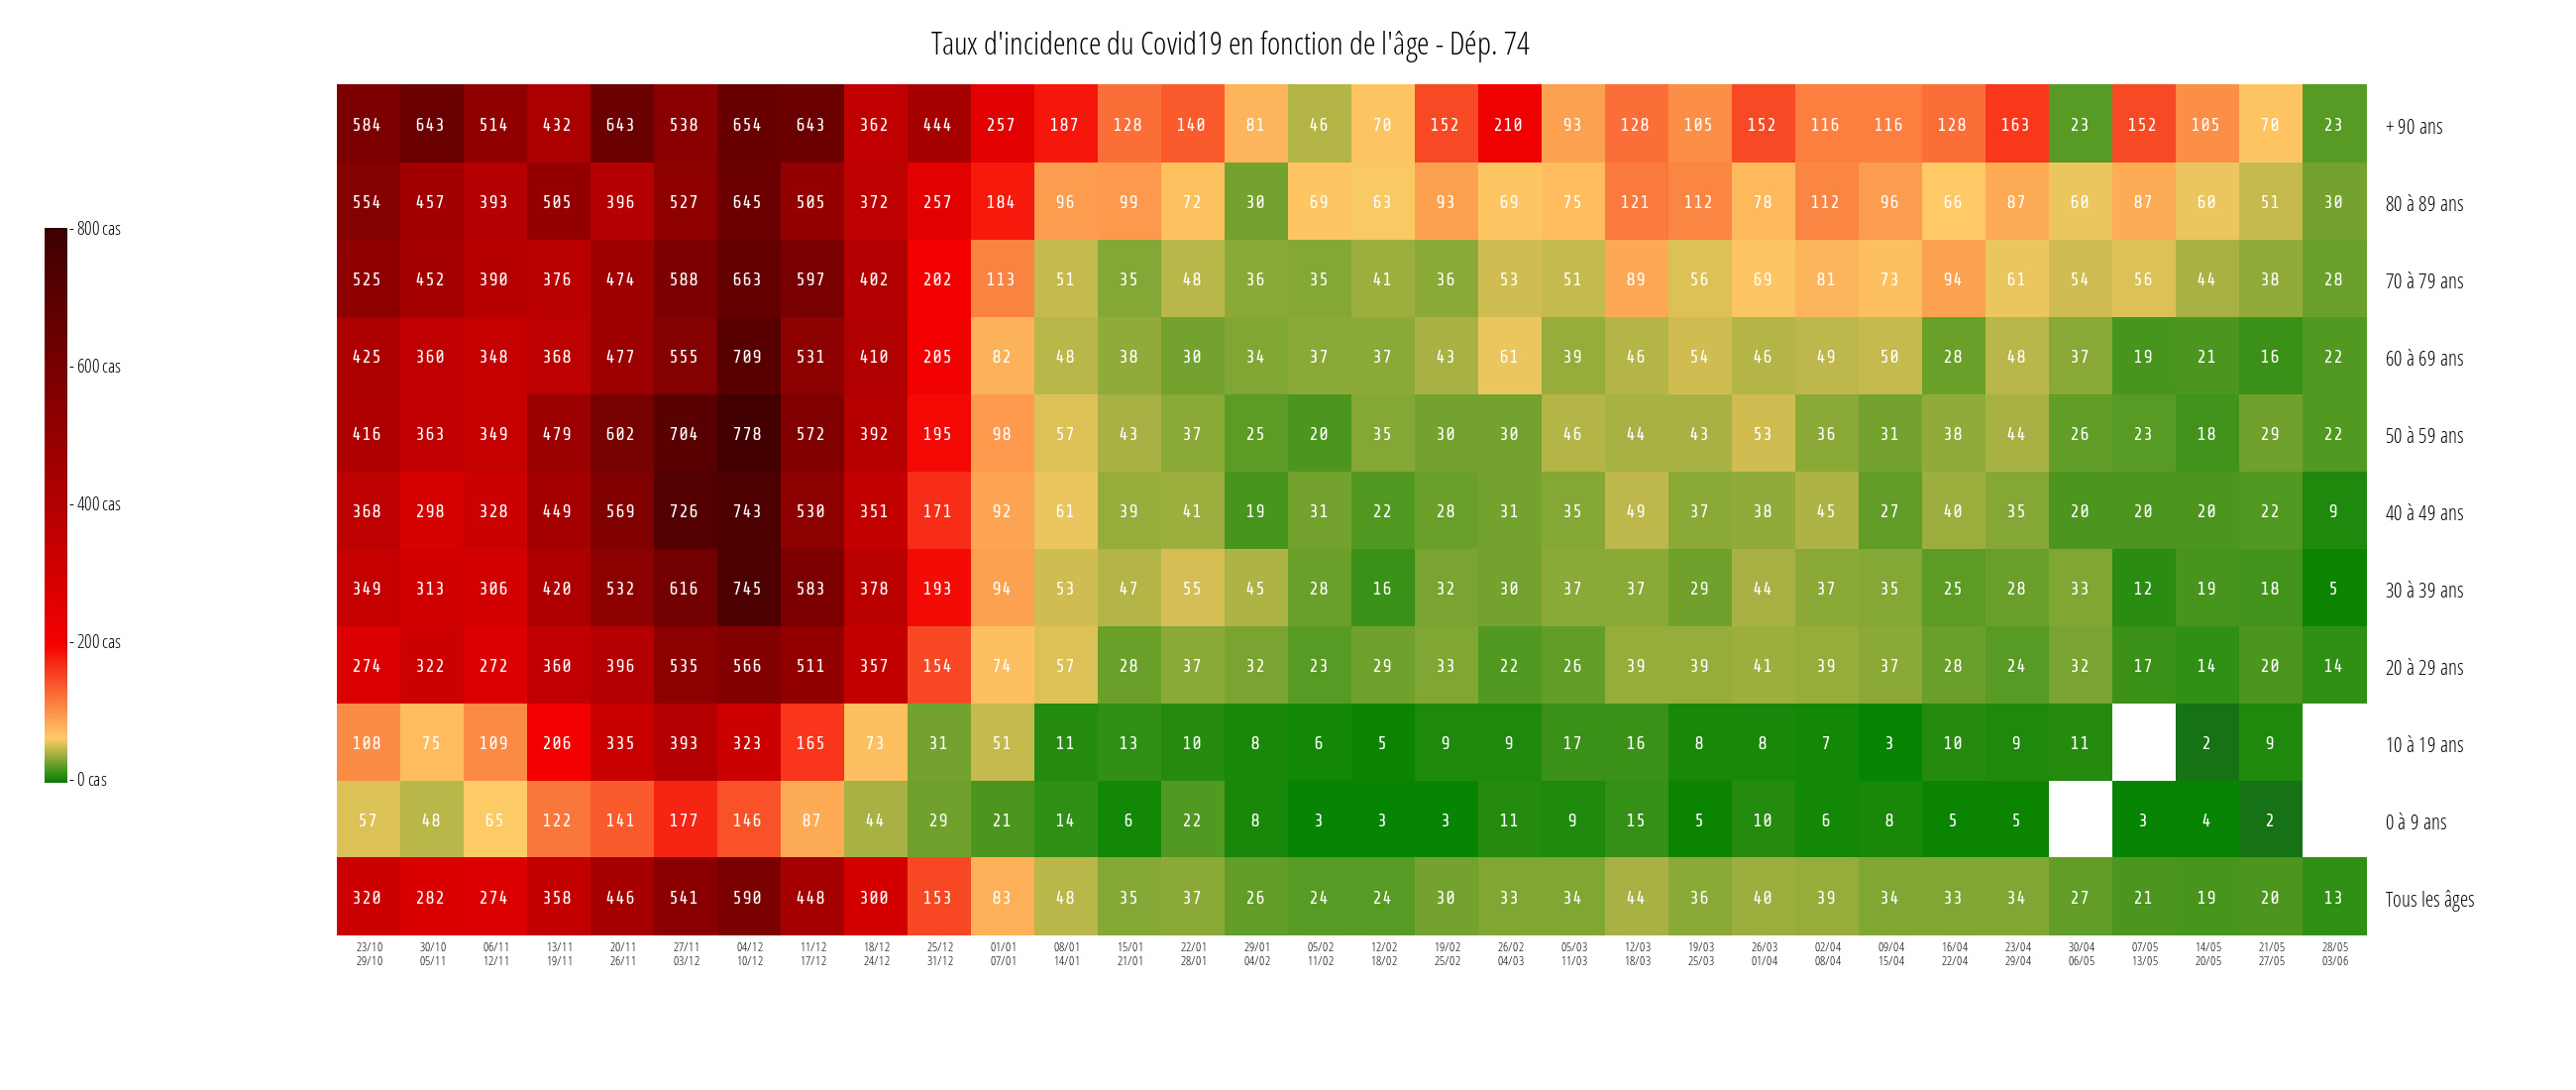 Taux d'incidence du Covid19 en fonction de l'âge - Dép. 74
584 643 514 432 643 538 654 643 362 444 257 187 128 140 81 46 70 152 210 93 128 105 152 116 116 128 163 23 152 105 70 23 + 90 ans
554 457 393 505 396 527 645 505 372 257 184 96 99 72 30 69 63 93 69 75 121 112 78 112 96 66 87 60 87 60 51 30 80 à 89 ans
- 800 cas
525 452 390 376 474 588 663 597 402 202 113 51 35 48 36 35 41 36 53 51 89 56 69 81 73 94 61 54 56 44 38 28 70 à 79 ans
425 360 348 368 477 555 709 531 410 205 82 48 38 30 34 37 37 43 61 39 46 54 46 49 50 28 48 37 19 21 16 22 60 à 69 ans
- 600 cas
416 363 349 479 602 704 778 572 392 195 98 57 43 37 25 20 35 30 30 46 44 43 53 36 31 38 44 26 23 18 29 22 50 à 59 ans
- 400 cas
368 298 328 449 569 726 743 530 351 171 92 61 39 41 19 31 22 28 31 35 49 37 38 45 27 40 35 20 20 20 22 9 40 à 49 ans
349 313 306 420 532 616 745 583 378 193 94 53 47 55 45 28 16 32 30 37 37 29 44 37 35 25 28 33 12 19 18 5 30 à 39 ans
- 200 cas
274 322 272 360 396 535 566 511 357 154 74 57 28 37 32 23 29 33 22 26 39 39 41 39 37 28 24 32 17 14 20 14 20 à 29 ans
108 75 109 206 335 393 323 165 73 31 51 11 13 10 8 6 5 9 9 17 16 8 8 7 3 10 9 11 2 9 10 à 19 ans
- 0 cas
57 48 65 122 141 177 146 87 44 29 21 14 6 22 8 3 3 3 11 9 15 5 10 6 8 5 5 3 4 2 0 à 9 ans
320 282 274 358 446 541 590 448 300 153 83 48 35 37 26 24 24 30 33 34 44 36 40 39 34 33 34 27 21 19 20 13 Tous les âges
23/10 30/10 06/11 13/11 20/11 27/11 04/12 11/12 18/12 25/12 01/01 08/01 15/01 22/01 29/01 05/02 12/02 19/02 26/02 05/03 12/03 19/03 26/03 02/04 09/04 16/04 23/04 30/04 07/05 14/05 21/05 28/05
29/10 05/11 12/11 19/11 26/11 03/12 10/12 17/12 24/12 31/12 07/01 14/01 21/01 28/01 04/02 11/02 18/02 25/02 04/03 11/03 18/03 25/03 01/04 08/04 15/04 22/04 29/04 06/05 13/05 20/05 27/05 03/06